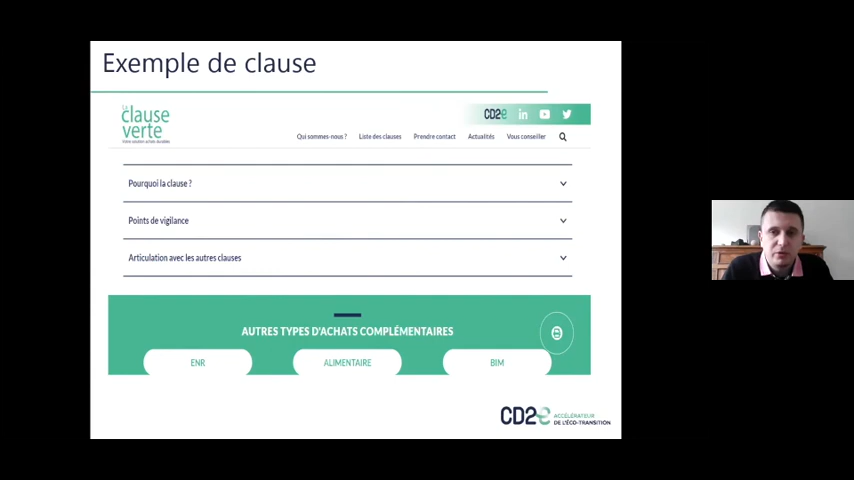 Exemple de clause
La
clause
verte
CD2e
Qui sommes-nous ?
Liste des clauses
Prendre contact
Actualités
Vous conseiller
Pourquoi la clause ?
Points de vigilance
Articulation avec les autres clauses
AUTRES TYPES D'ACHATS COMPLÉMENTAIRES
ENR
ALIMENTAIRE
BIM
CD2e
ACCÉLÉRATEUR
DE L'ÉCO-TRANSITION